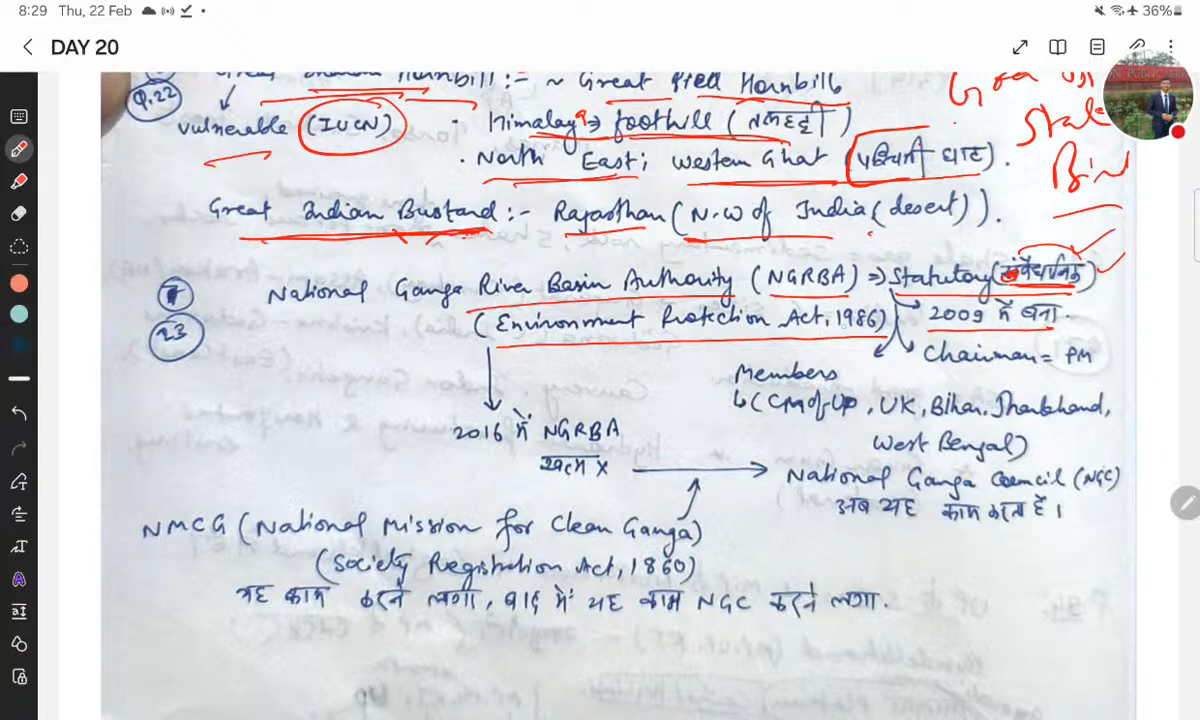 8:29 Thu, 22 Feb 36%
DAY 20
Hornbill :- ~ Great Pied Hornbill
Q.22
vulnerable (IUCN) · Himalaya foothill (तलहटी)
· North East; Western Ghat (पश्चिमी घाट).
Great Indian Bustard :- Rajasthan (N.W of India (desert)).
23
National Ganga River Basin Authority (NGRBA) ⇒ Statutory
(Environment Protection Act, 1986) 2009 में बना.
Chairman = PM
Members
↳ (CM of UP, UK, Bihar, Jharkhand,
West Bengal)
2016 में NGRBA
खत्म x
National Ganga Council (NGC)
अब यह काम करता है।
NMCG (National Mission for Clean Ganga)
(Society Registration Act, 1860)
यह काम करने लगा, बाद में यह काम NGC करने लगा.